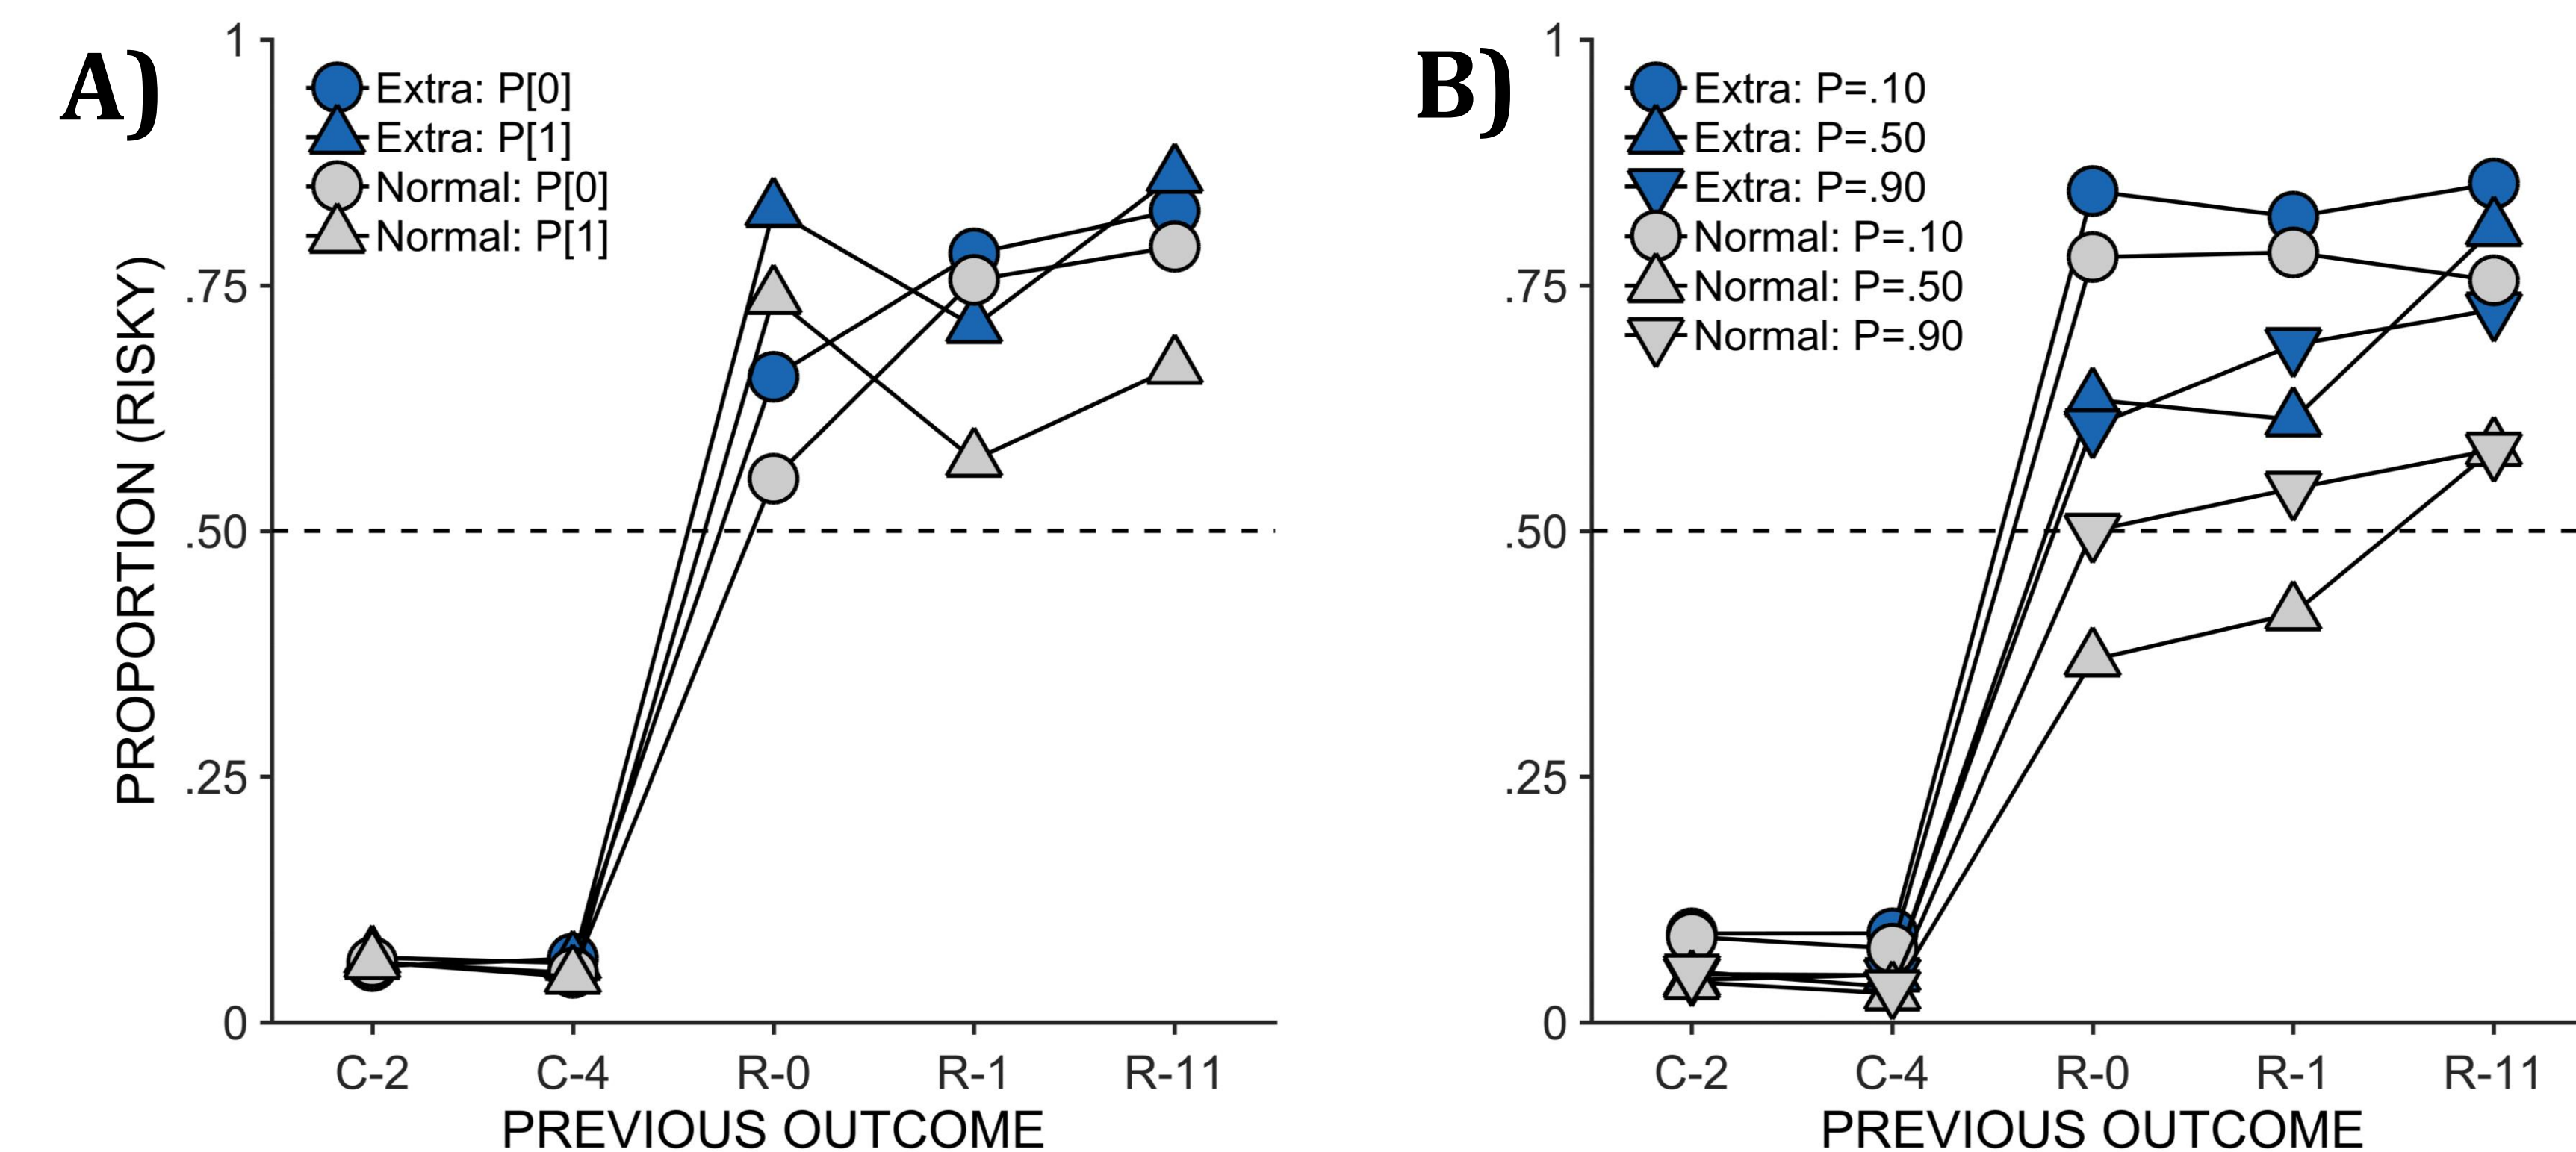 A)
1
.75
.50
.25
0
PROPORTION (RISKY)
Extra: P[0]
Extra: P[1]
Normal: P[0]
Normal: P[1]
C-2 C-4 R-0 R-1 R-11
PREVIOUS OUTCOME
B)
1
.75
.50
.25
0
Extra: P=.10
Extra: P=.50
Extra: P=.90
Normal: P=.10
Normal: P=.50
Normal: P=.90
C-2 C-4 R-0 R-1 R-11
PREVIOUS OUTCOME